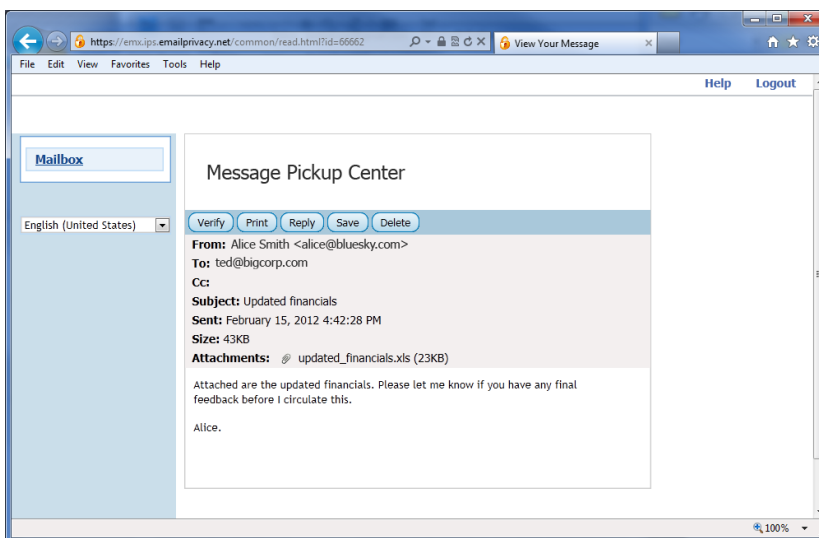 https://emx.ips.emailprivacy.net/common/read.html?id=66662
View Your Message
File Edit View Favorites Tools Help
Help Logout
Mailbox
English (United States)
Message Pickup Center
Verify Print Reply Save Delete
From: Alice Smith <alice@bluesky.com>
To: ted@bigcorp.com
Cc:
Subject: Updated financials
Sent: February 15, 2012 4:42:28 PM
Size: 43KB
Attachments: updated_financials.xls (23KB)
Attached are the updated financials. Please let me know if you have any final
feedback before I circulate this.
Alice.
100%